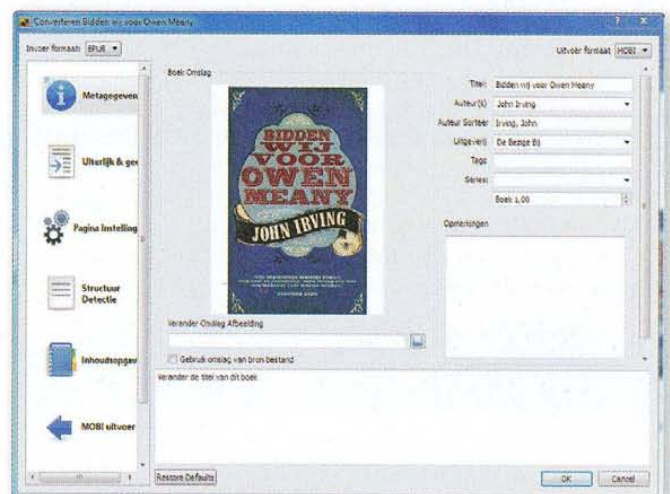 Converteren Bidden wij voor Owen Meany
Invoer formaat: EPUB
Uitvoer formaat MOBI
Metagegeven
Uiterlijk & ge
Pagina Instelling
Structuur
Detectie
Inhoudsopgav
MOBI uitvoer
Boek Omslag
BIDDEN
WIJ
VOOR
OWEN
MEANY
JOHN IRVING
Verander Omslag Afbeelding
Gebruik omslag van bron bestand
Titel: Bidden wij voor Owen Meany
Auteur(s) John Irving
Auteur Sorteer Irving, John
Uitgeverij De Bezige Bij
Tags:
Series:
Boek 1,00
Opmerkingen
Verander de titel van dit boek
Restore Defaults
OK
Cancel